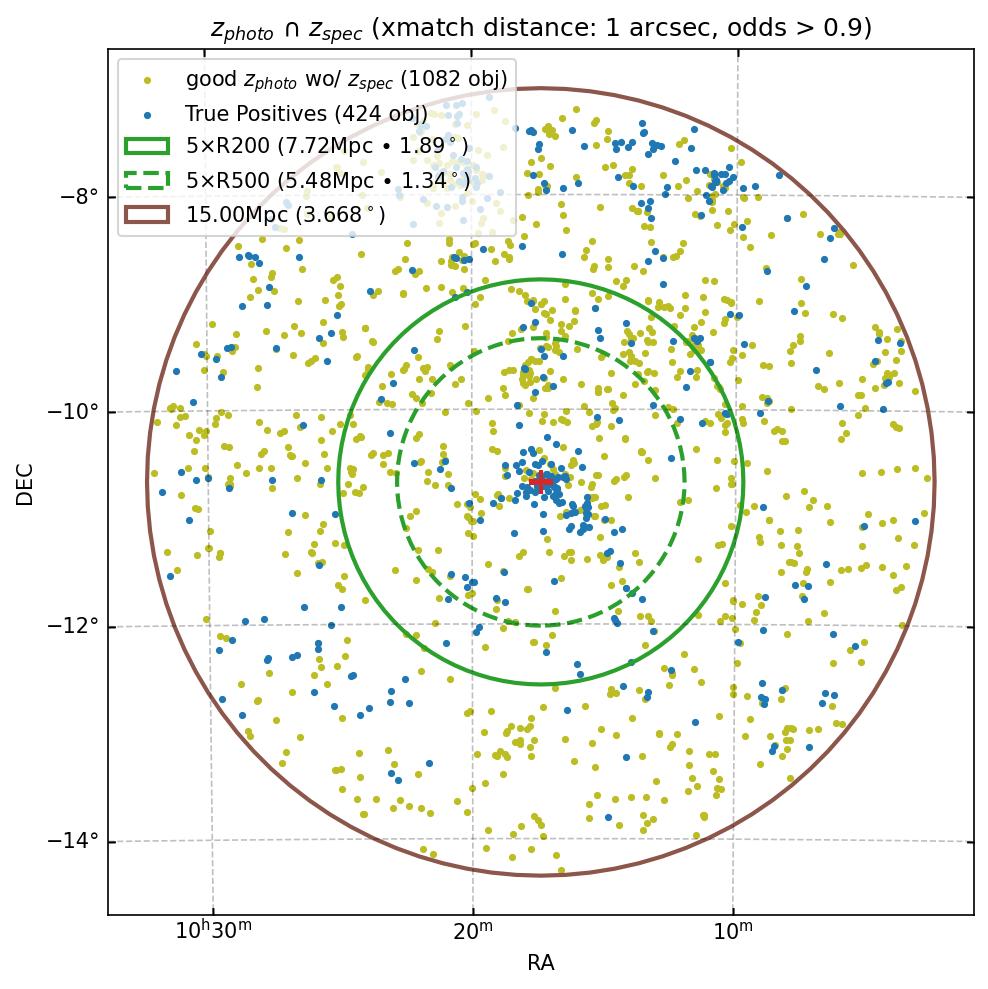 z_photo ∩ z_spec (xmatch distance: 1 arcsec, odds > 0.9)
good z_photo wo/ z_spec (1082 obj)
True Positives (424 obj)
5×R200 (7.72Mpc • 1.89°)
5×R500 (5.48Mpc • 1.34°)
15.00Mpc (3.668°)
−8°
−10°
−12°
−14°
DEC
10h30m 20m 10m
RA